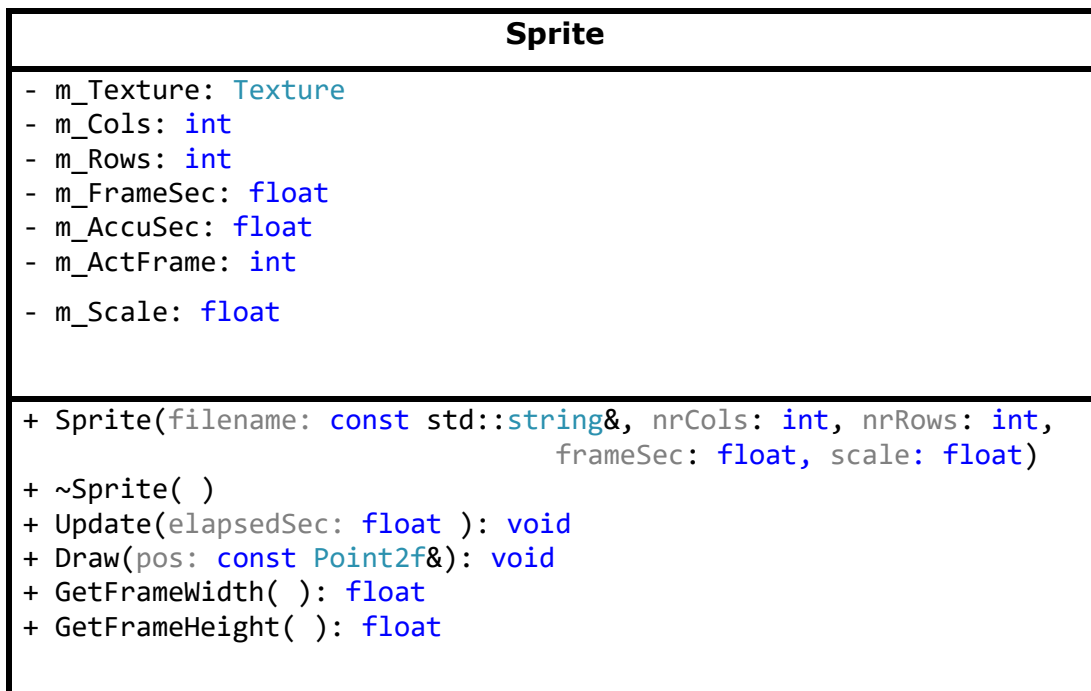 Sprite
- m_Texture: Texture
- m_Cols: int
- m_Rows: int
- m_FrameSec: float
- m_AccuSec: float
- m_ActFrame: int
- m_Scale: float
+ Sprite(filename: const std::string&, nrCols: int, nrRows: int,
frameSec: float, scale: float)
+ ~Sprite( )
+ Update(elapsedSec: float ): void
+ Draw(pos: const Point2f&): void
+ GetFrameWidth( ): float
+ GetFrameHeight( ): float